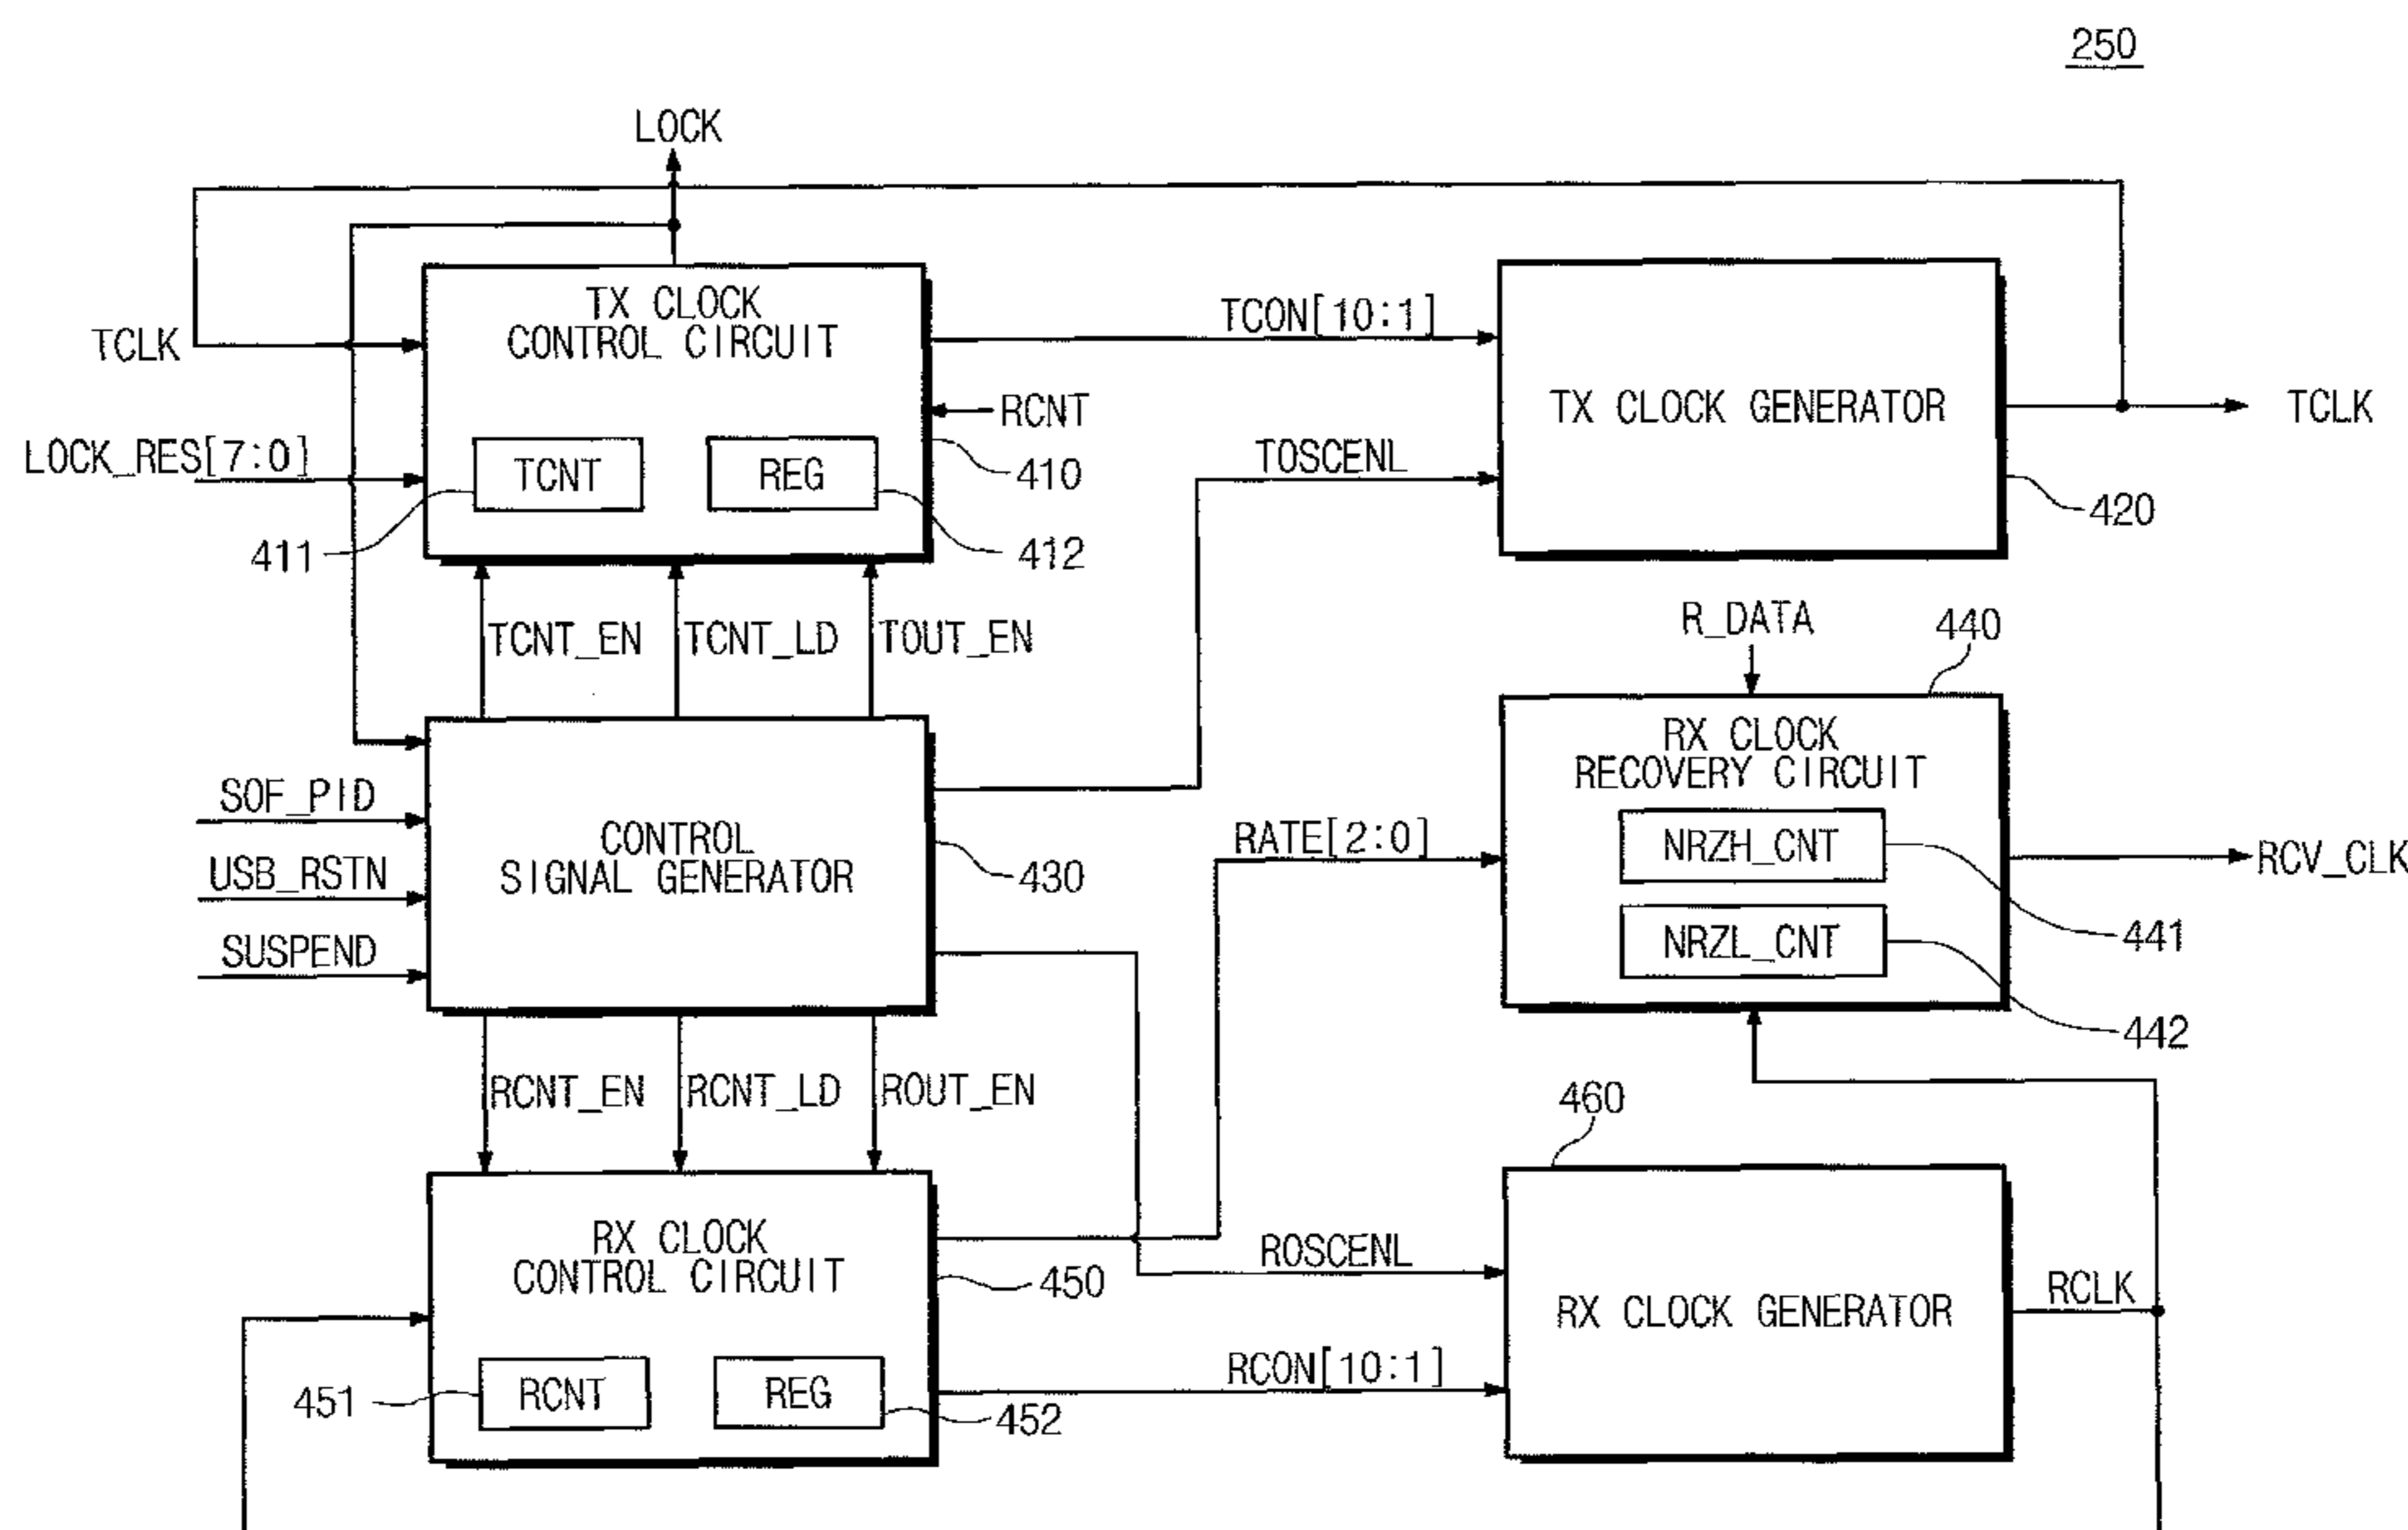 250
LOCK
TX CLOCK
CONTROL CIRCUIT
TCLK
TCON[10:1]
TX CLOCK GENERATOR
TCLK
RCNT
LOCK_RES[7:0]
TCNT
REG
410
TOSCENL
420
411
412
TCNT_EN
TCNT_LD
TOUT_EN
R_DATA
440
RX CLOCK
RECOVERY CIRCUIT
SOF_PID
CONTROL
SIGNAL GENERATOR
RATE[2:0]
NRZH_CNT
RCV_CLK
USB_RSTN
430
SUSPEND
NRZL_CNT
441
442
RCNT_EN
RCNT_LD
ROUT_EN
460
RX CLOCK
CONTROL CIRCUIT
450
ROSCENL
RX CLOCK GENERATOR
RCLK
451
RCNT
REG
452
RCON[10:1]